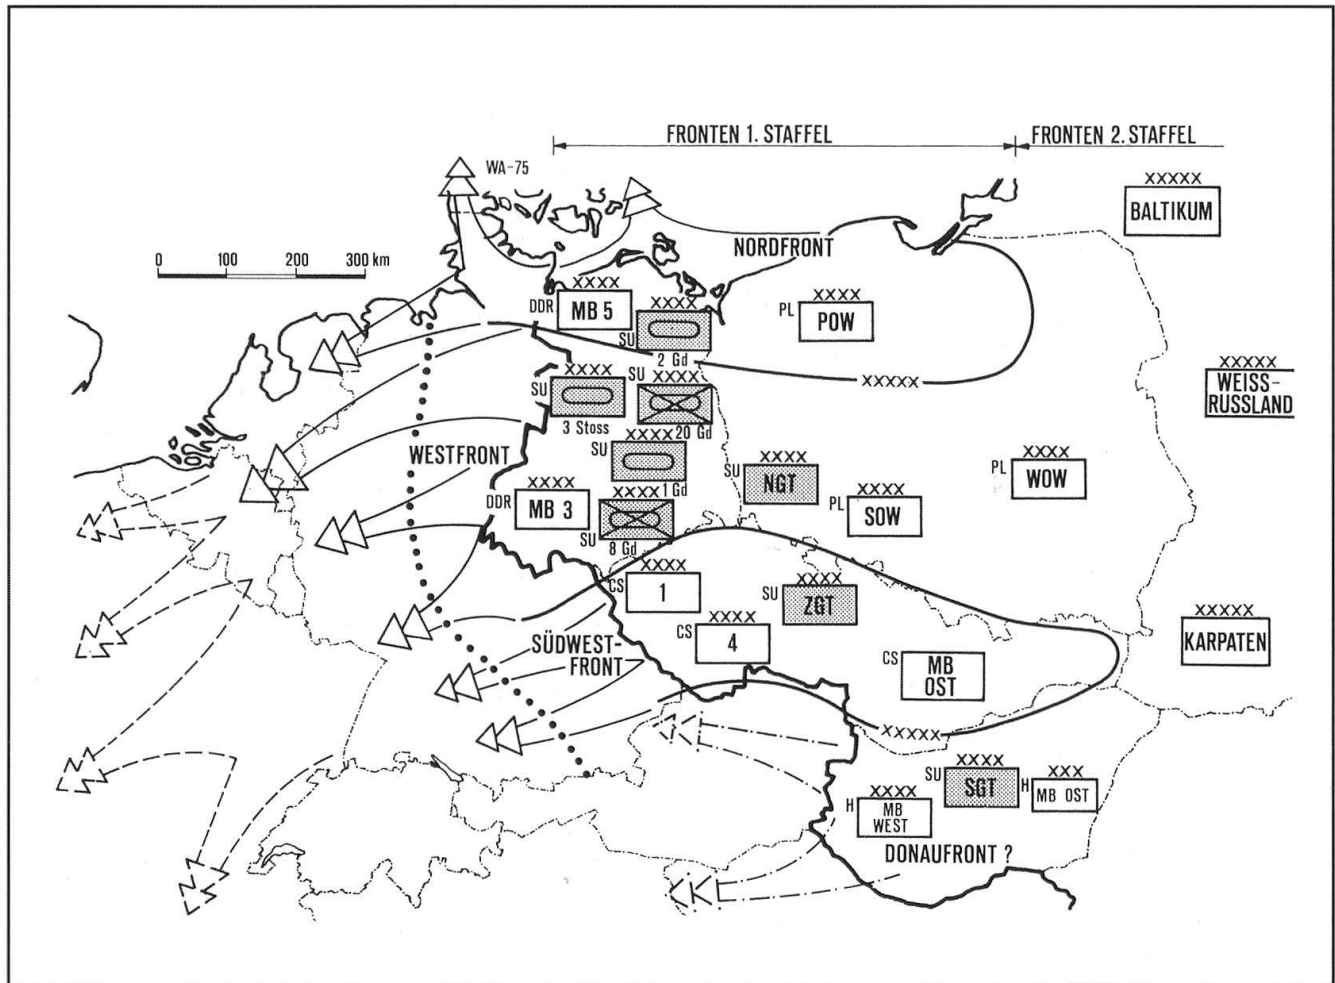 FRONTEN 1. STAFFEL
FRONTEN 2. STAFFEL
WA-75
XXXXX
BALTIKUM
0 100 200 300 km
NORDFRONT
XXXX
DDR
MB 5
XXXX
SU
2 Gd
XXXX
PL
POW
XXXXX
XXXX
SU
3 Stoss
SU
XXXX
20 Gd
XXXXX
WEISS-
RUSSLAND
WESTFRONT
XXXX
SU
1 Gd
XXXX
SU
NGT
XXXX
PL
WOW
XXXX
DDR
MB 3
XXXX
SU
8 Gd
XXXX
PL
SOW
XXXX
CS
1
XXXX
SU
ZGT
XXXXX
KARPATEN
SÜDWEST-
FRONT
XXXX
CS
4
CS
MB
OST
XXXXX
XXXX
SU
SGT
XXX
H
MB OST
XXXX
H
MB
WEST
DONAUFRONT ?